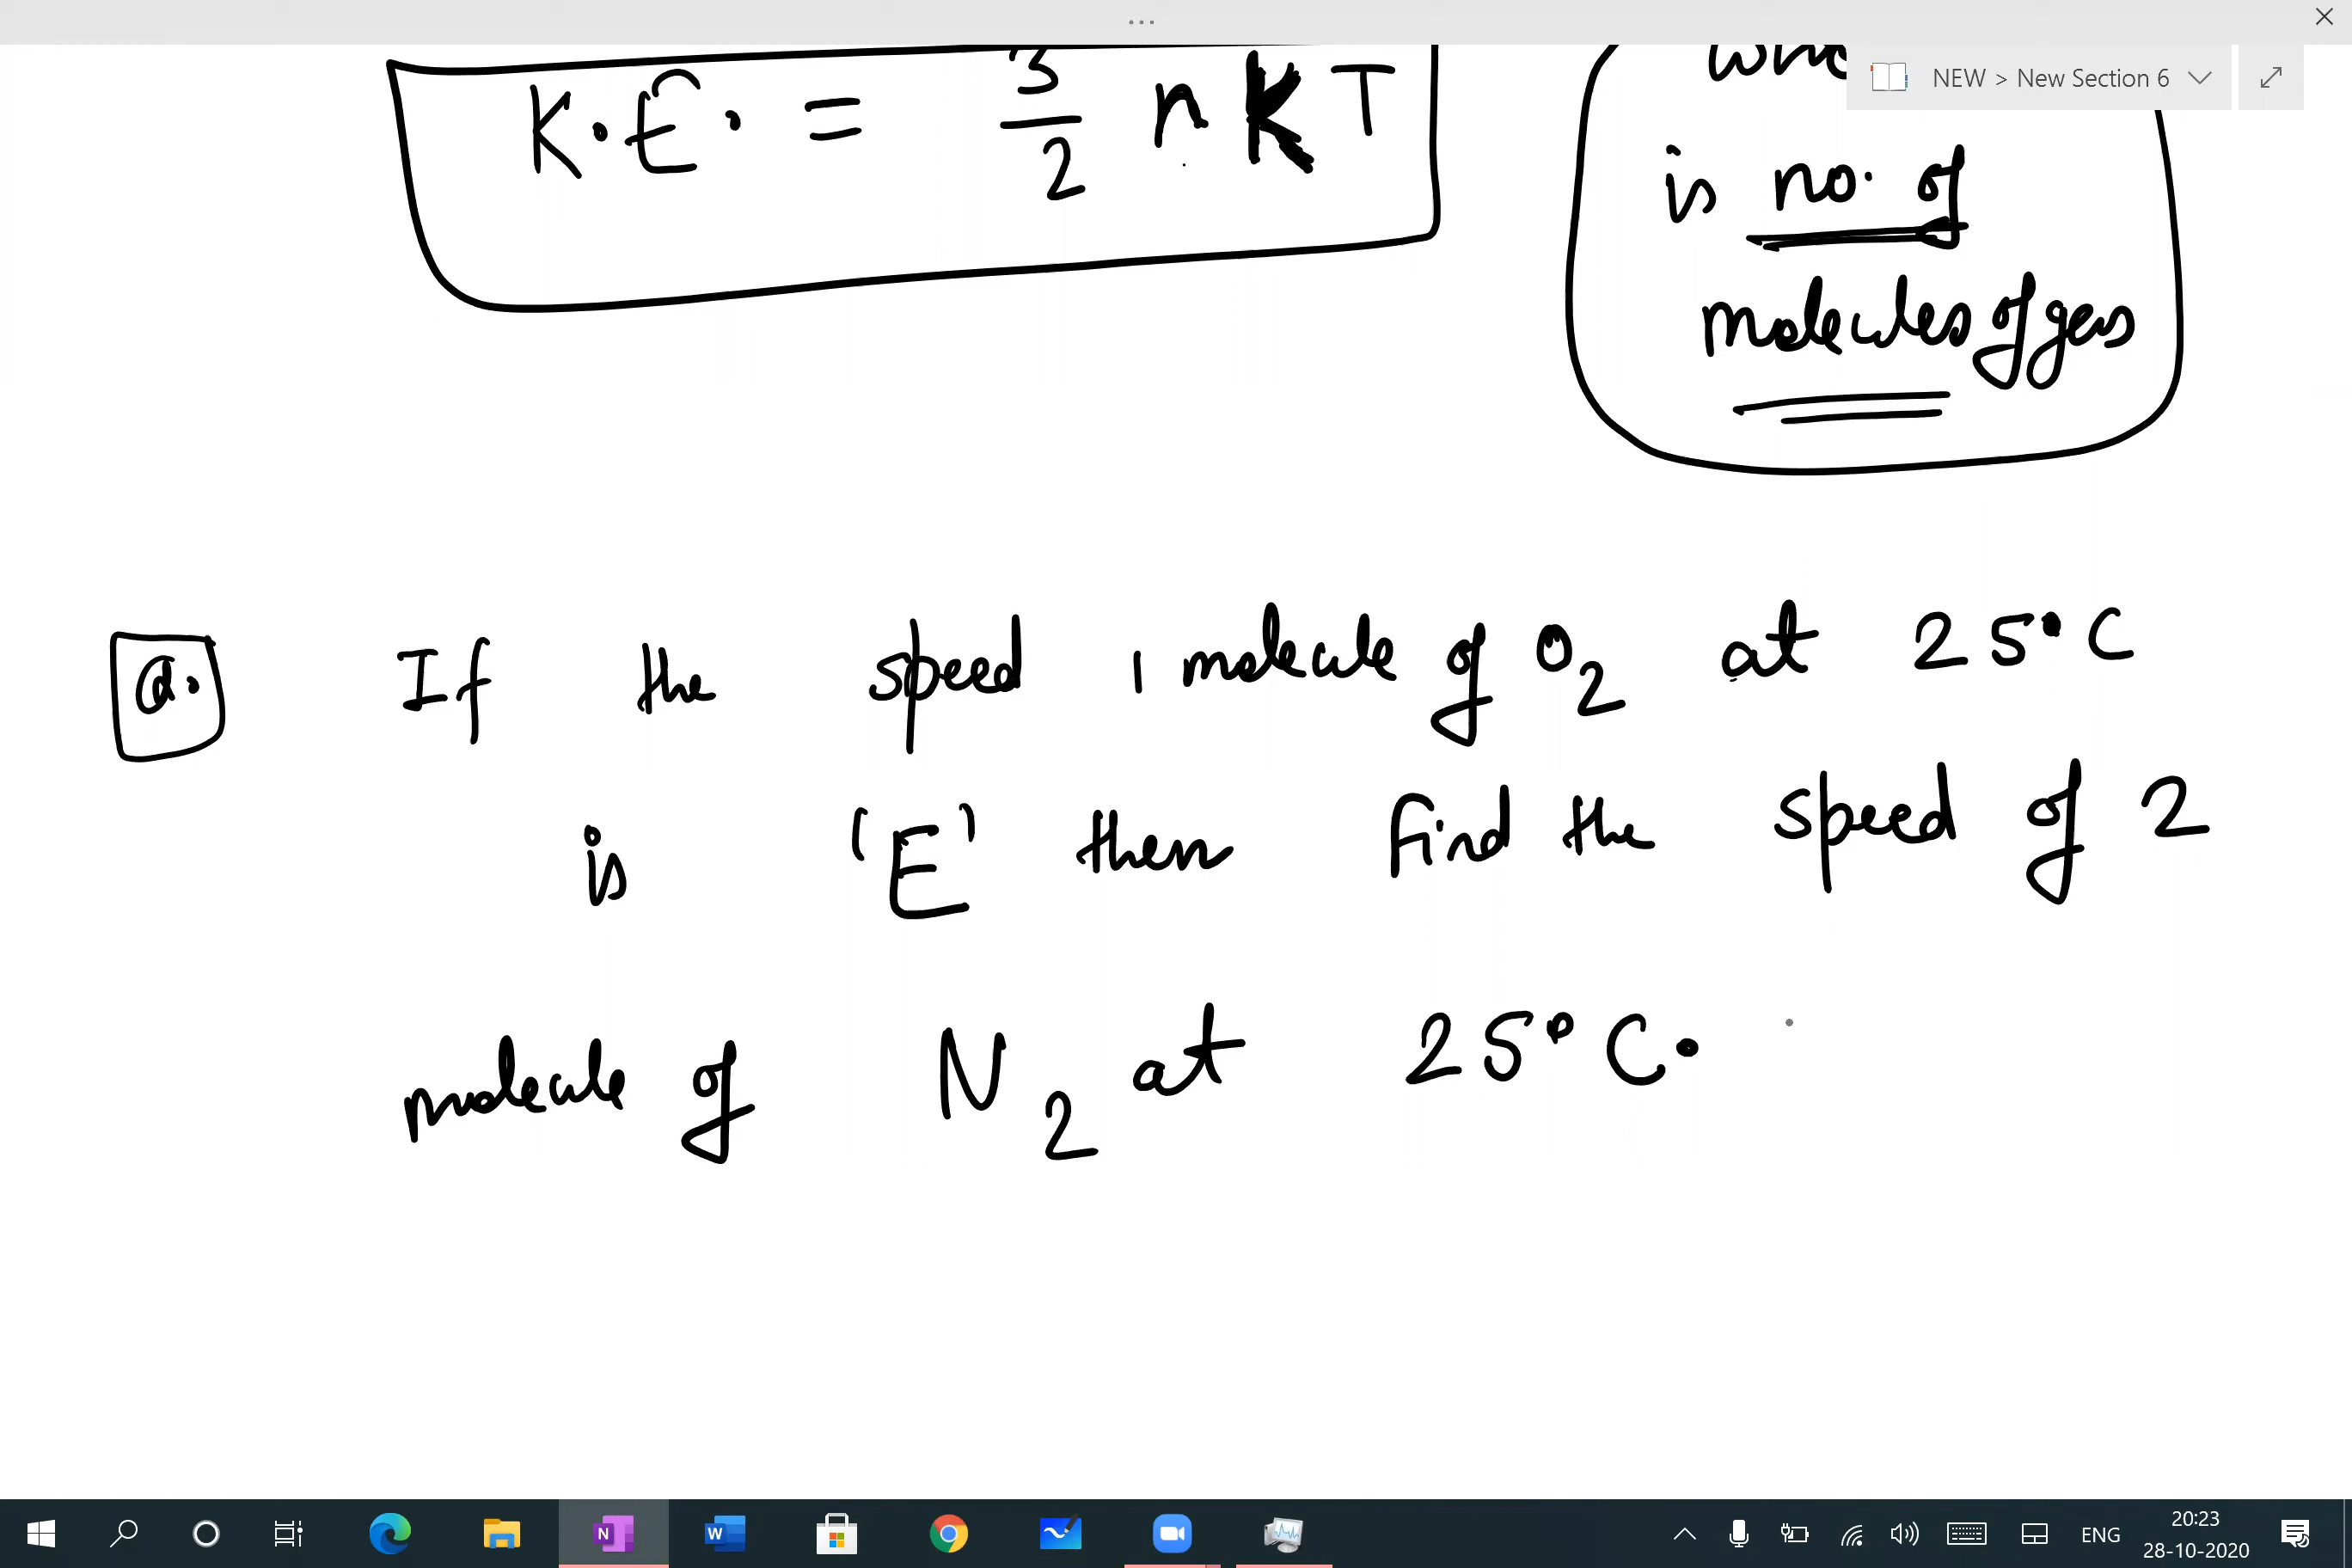 NEW > New Section 6
K.E. = 3/2 n K T
is no. of
molecules of gas
Q. If the speed 1 molecule of O2 at 25°C
is 'E' then find the speed of 2
molecule of N2 at 25°C.
ENG
20:23
28-10-2020